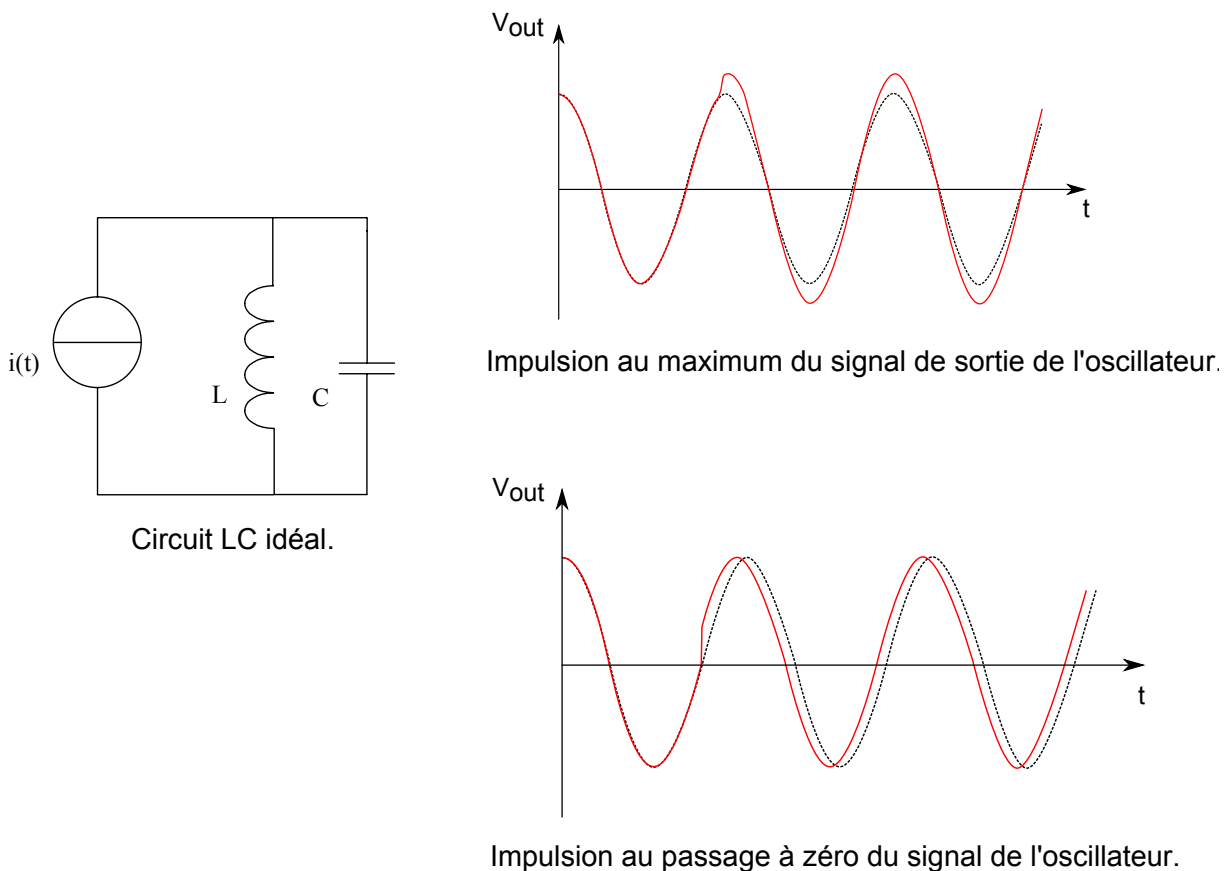 Vout
t
Impulsion au maximum du signal de sortie de l'oscillateur.
i(t)
L
C
Circuit LC idéal.
Vout
t
Impulsion au passage à zéro du signal de l'oscillateur.